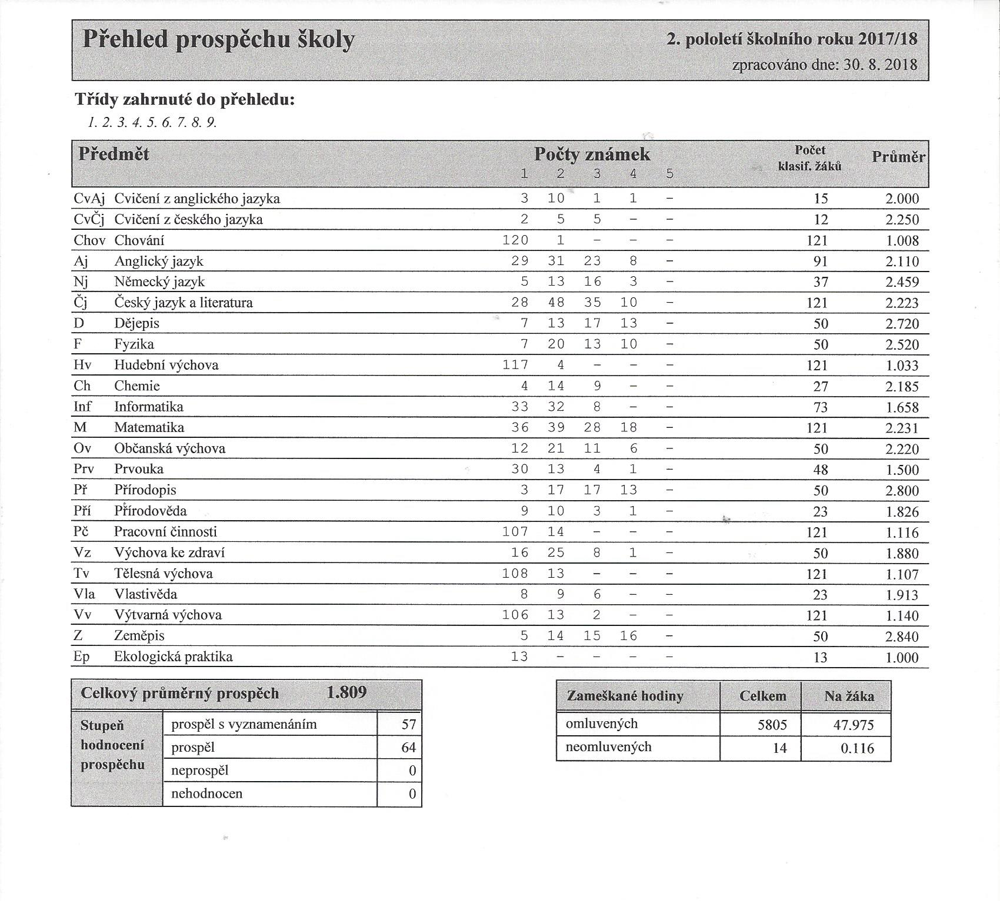 Přehled prospěchu školy 2. pololetí školního roku 2017/18
zpracováno dne: 30. 8. 2018
Třídy zahrnuté do přehledu:
1. 2. 3. 4. 5. 6. 7. 8. 9.
Předmět Počty známek Počet klasif. žáků Průměr
1 2 3 4 5
CvAj Cvičení z anglického jazyka 3 10 1 1 – 15 2.000
CvČj Cvičení z českého jazyka 2 5 5 – – 12 2.250
Chov Chování 120 1 – – – 121 1.008
Aj Anglický jazyk 29 31 23 8 – 91 2.110
Nj Německý jazyk 5 13 16 3 – 37 2.459
Čj Český jazyk a literatura 28 48 35 10 – 121 2.223
D Dějepis 7 13 17 13 – 50 2.720
F Fyzika 7 20 13 10 – 50 2.520
Hv Hudební výchova 117 4 – – – 121 1.033
Ch Chemie 4 14 9 – – 27 2.185
Inf Informatika 33 32 8 – – 73 1.658
M Matematika 36 39 28 18 – 121 2.231
Ov Občanská výchova 12 21 11 6 – 50 2.220
Prv Prvouka 30 13 4 1 – 48 1.500
Př Přírodopis 3 17 17 13 – 50 2.800
Pří Přírodověda 9 10 3 1 – 23 1.826
Pč Pracovní činnosti 107 14 – – – 121 1.116
Vz Výchova ke zdraví 16 25 8 1 – 50 1.880
Tv Tělesná výchova 108 13 – – – 121 1.107
Vla Vlastivěda 8 9 6 – – 23 1.913
Vv Výtvarná výchova 106 13 2 – – 121 1.140
Z Zeměpis 5 14 15 16 – 50 2.840
Ep Ekologická praktika 13 – – – – 13 1.000
Celkový průměrný prospěch 1.809
Stupeň hodnocení prospěchu
prospěl s vyznamenáním 57
prospěl 64
neprospěl 0
nehodnocen 0
Zameškané hodiny Celkem Na žáka
omluvených 5805 47.975
neomluvených 14 0.116